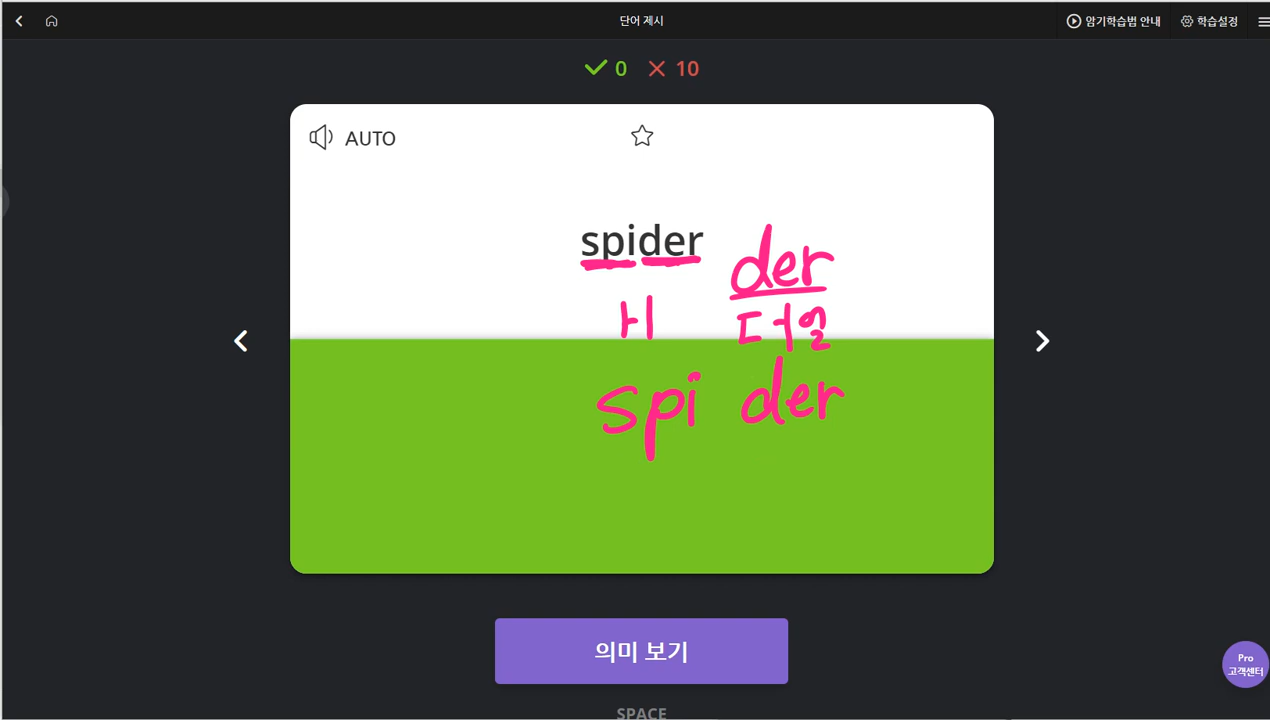 단어 제시
암기학습법 안내
학습설정
0 10
AUTO
spider
der
ㅐ
ㄷㅓ얼
spi der
의미 보기
SPACE
Pro
고객센터